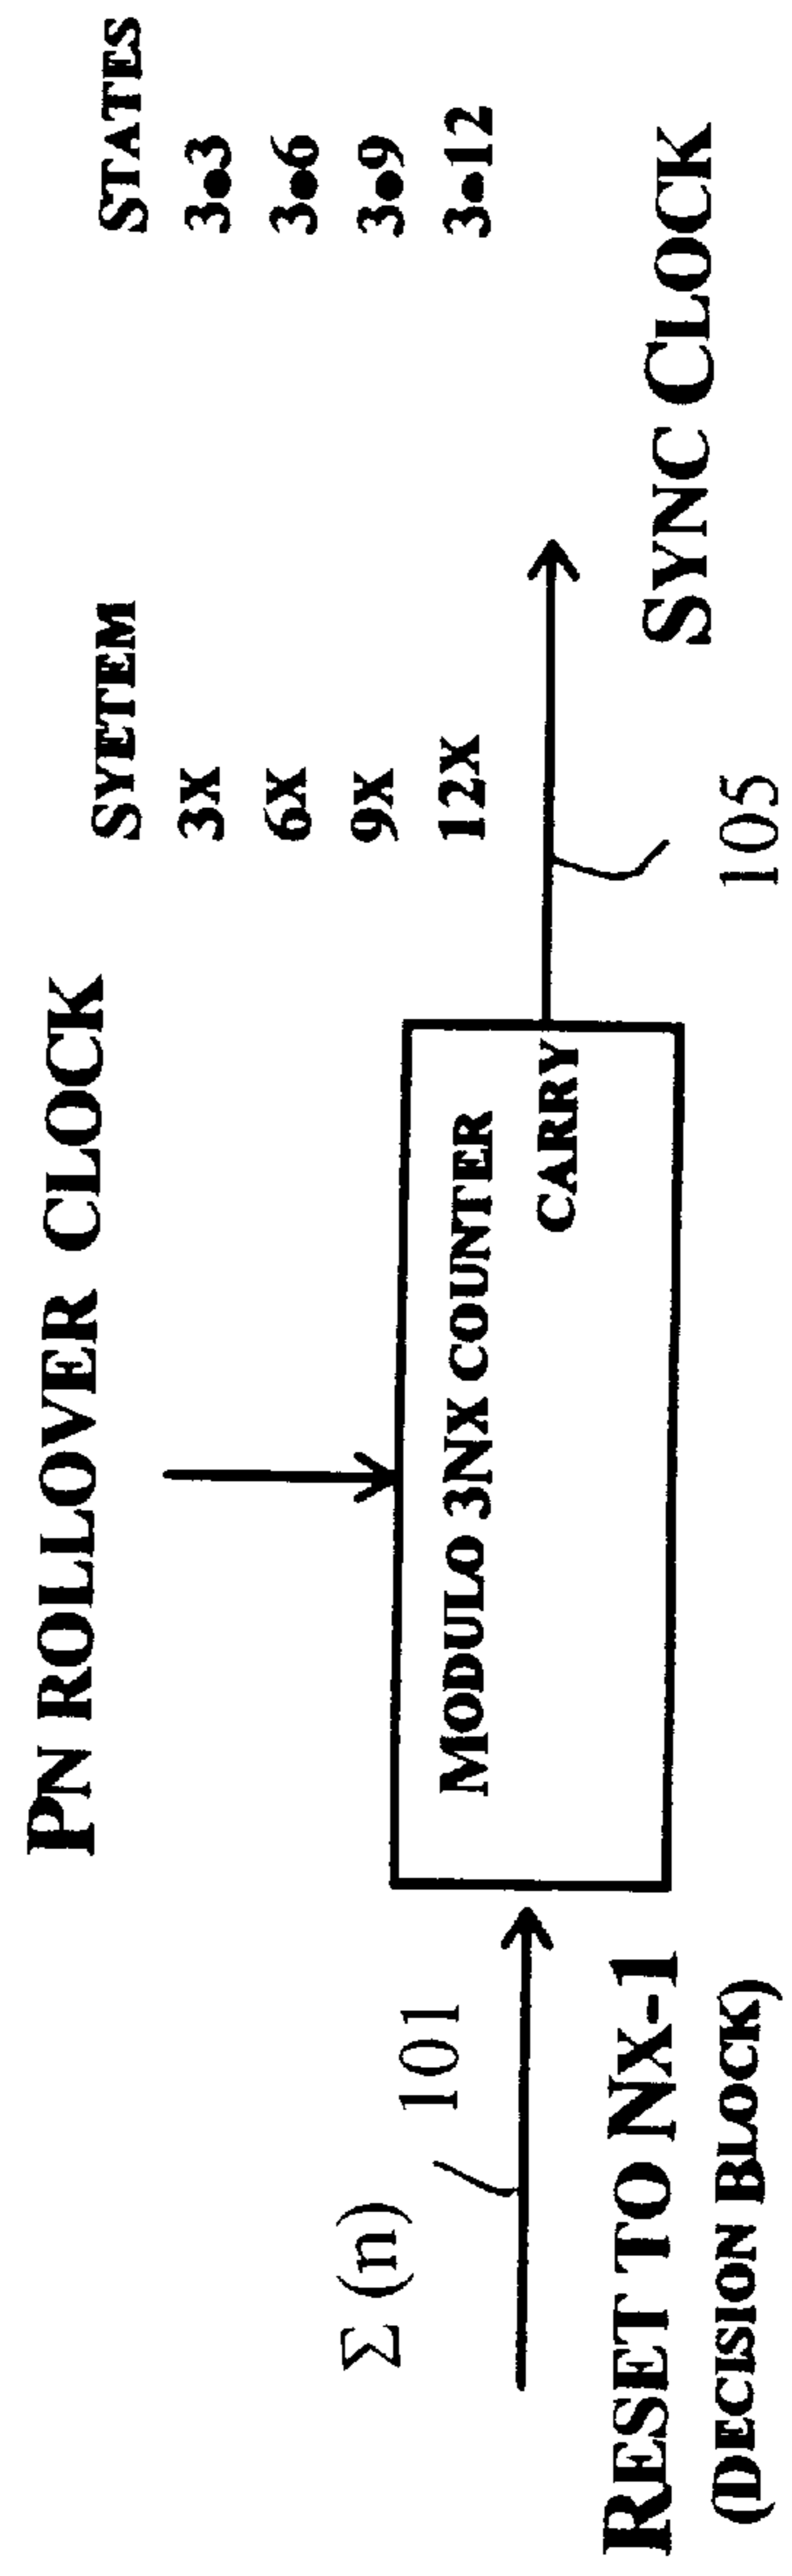 PN ROLLOVER CLOCK
SYETEM STATES
3X 3•3
6X 3•6
9X 3•9
12X 3•12
Σ (n)
101
MODULO 3NX COUNTER
CARRY
RESET TO NX-1
(DECISION BLOCK)
105
SYNC CLOCK